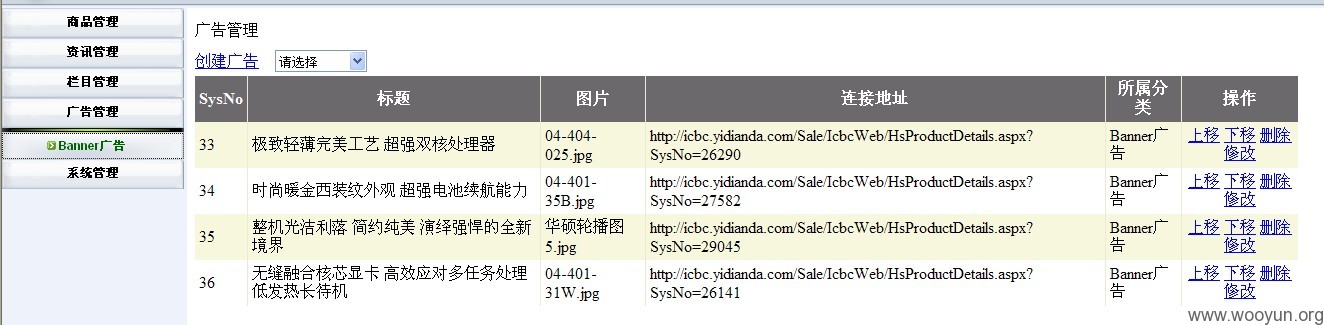 商品管理
资讯管理
栏目管理
广告管理
Banner广告
系统管理
广告管理
创建广告 请选择
SysNo 标题 图片 连接地址 所属分
类 操作
33 极致轻薄完美工艺 超强双核处理器 04-404-
025.jpg http://icbc.yidianda.com/Sale/IcbcWeb/HsProductDetails.aspx?
SysNo=26290 Banner广
告 上移 下移 删除
修改
34 时尚暖金西装纹外观 超强电池续航能力 04-401-
35B.jpg http://icbc.yidianda.com/Sale/IcbcWeb/HsProductDetails.aspx?
SysNo=27582 Banner广
告 上移 下移 删除
修改
35 整机光洁利落 简约纯美 演绎强悍的全新
境界 华硕轮播图
5.jpg http://icbc.yidianda.com/Sale/IcbcWeb/HsProductDetails.aspx?
SysNo=29045 Banner广
告 上移 下移 删除
修改
36 无缝融合核芯显卡 高效应对多任务处理
低发热长待机 04-401-
31W.jpg http://icbc.yidianda.com/Sale/IcbcWeb/HsProductDetails.aspx?
SysNo=26141 Banner广
告 上移 下移 删除
修改
www.wooyun.org